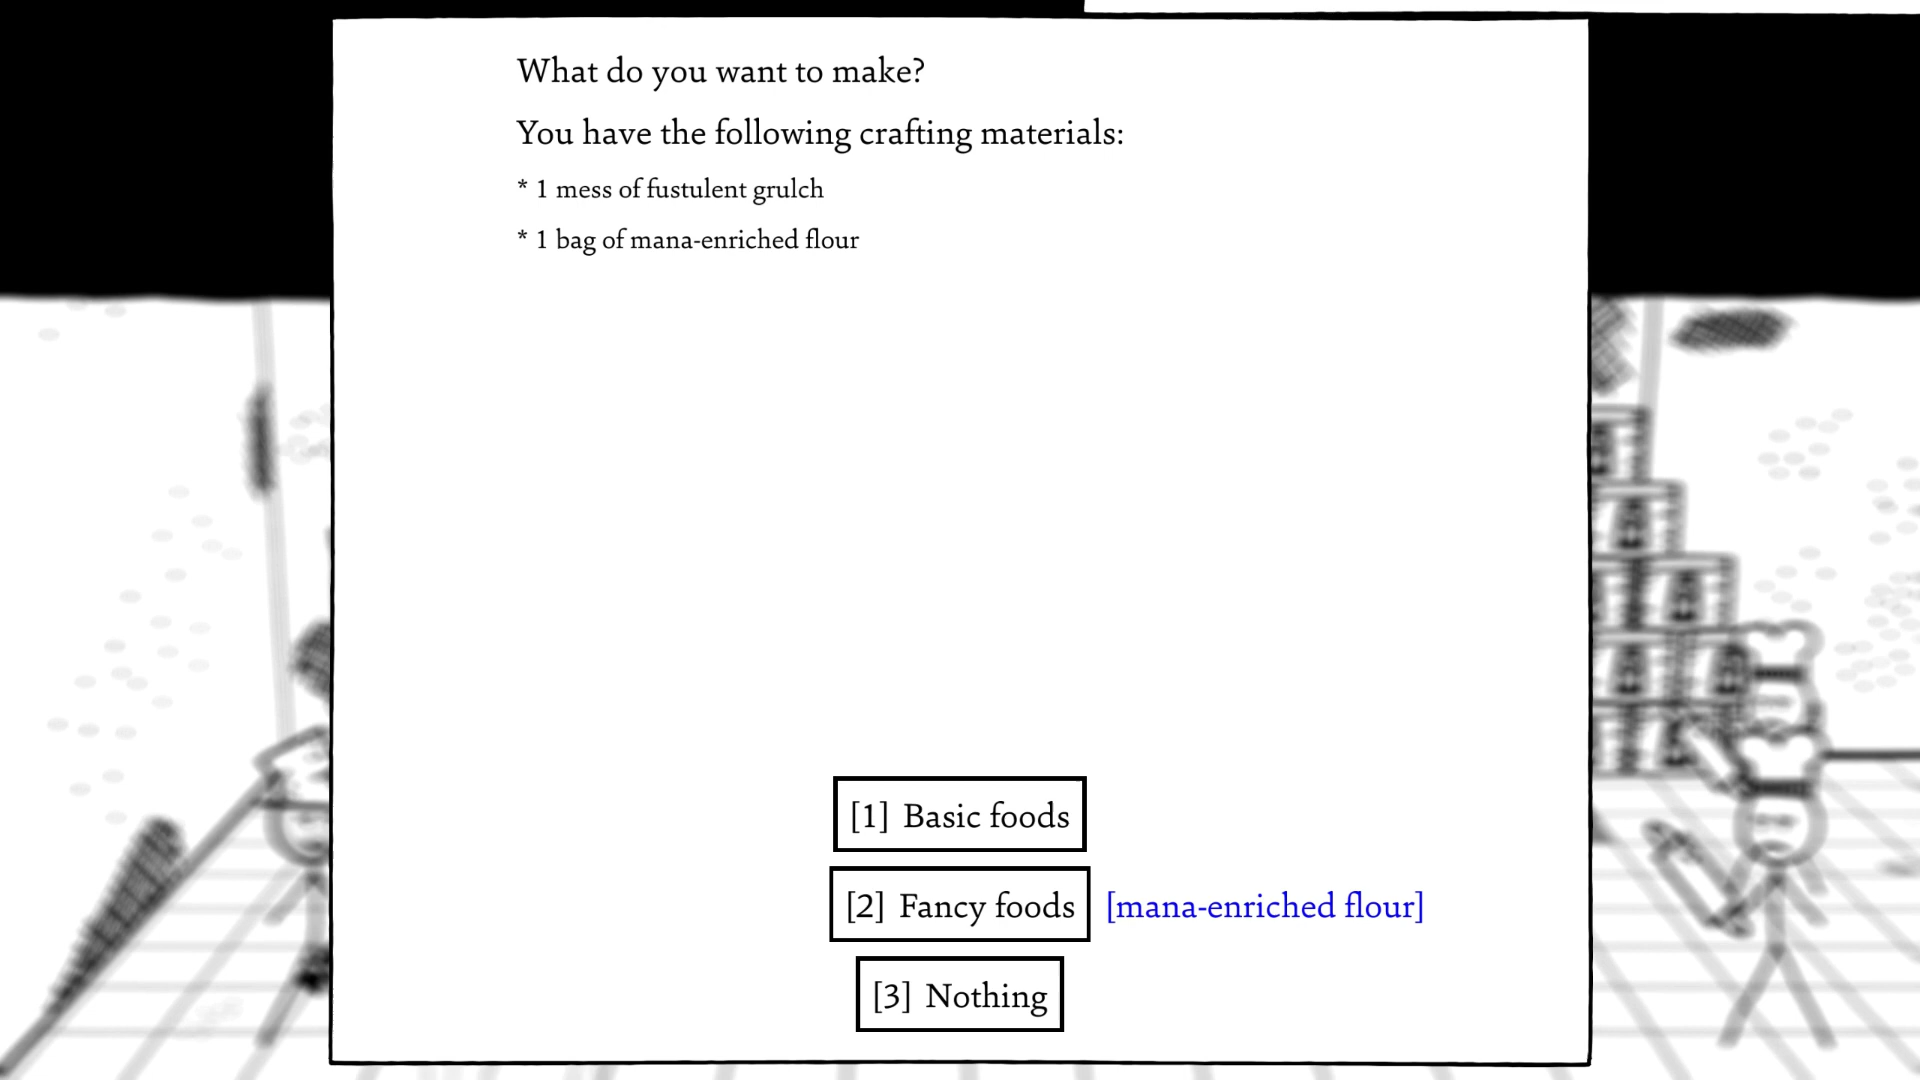 What do you want to make?
You have the following crafting materials:
* 1 mess of fustulent grulch
* 1 bag of mana-enriched flour
[1] Basic foods
[2] Fancy foods [mana-enriched flour]
[3] Nothing